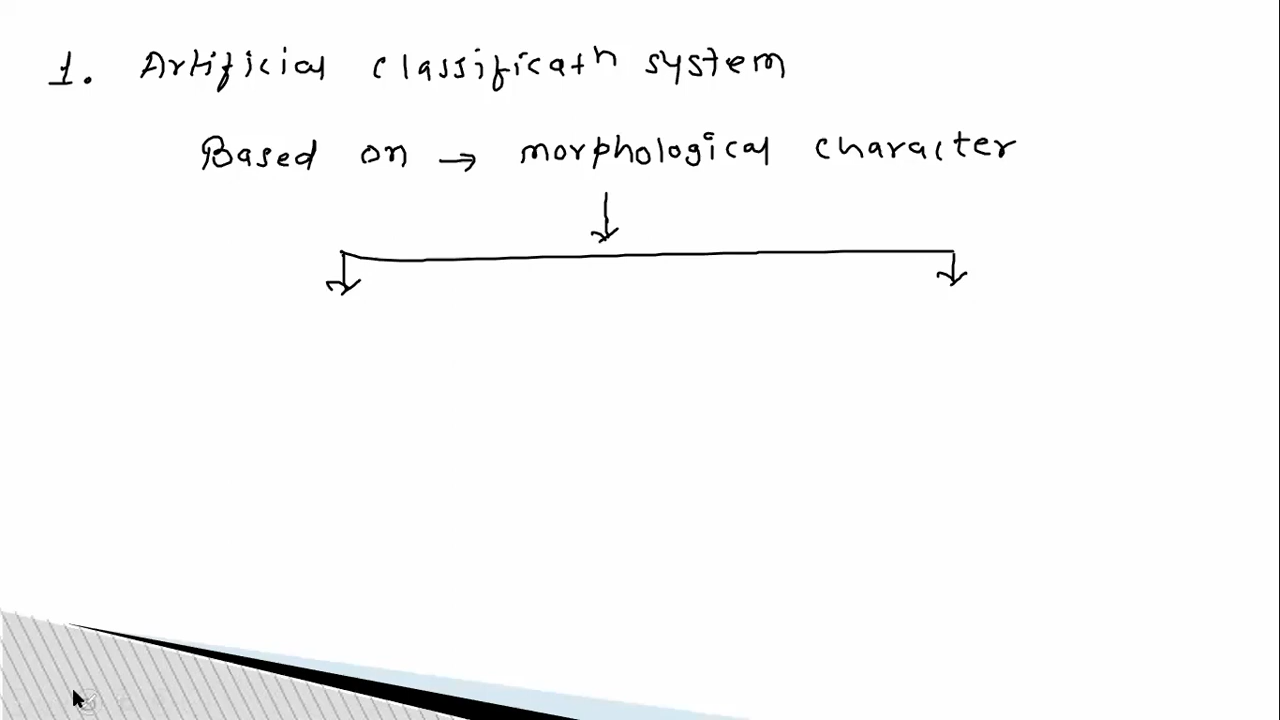 1. Artificial classificatn system
Based on → morphological character